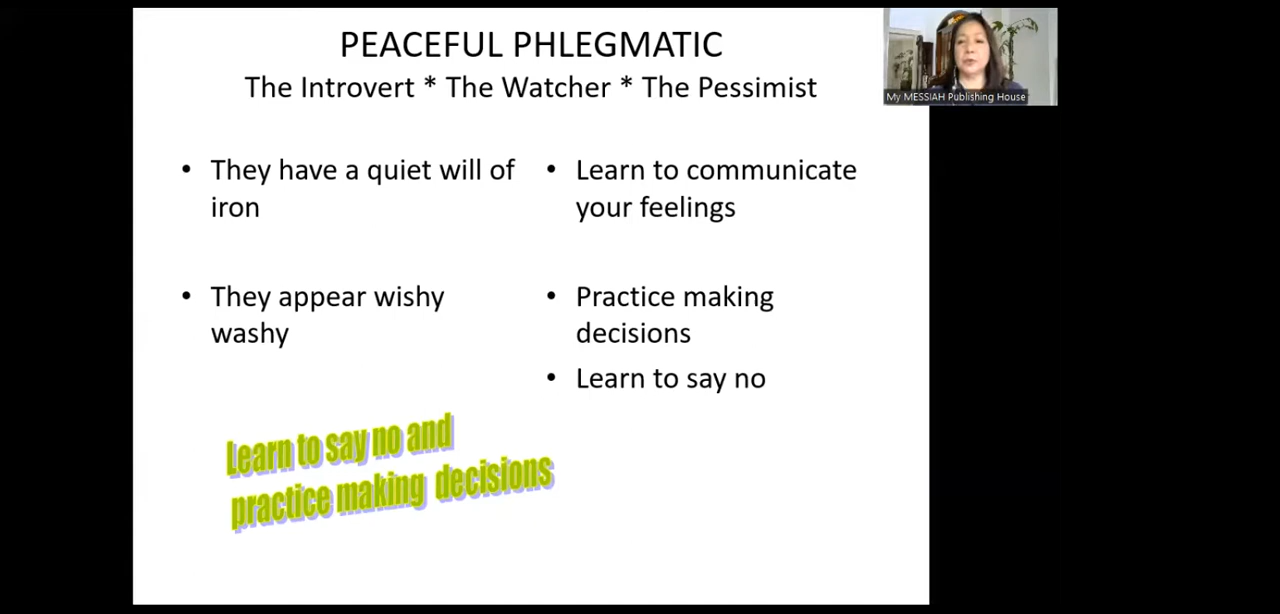 PEACEFUL PHLEGMATIC
The Introvert * The Watcher * The Pessimist
My MESSIAH Publishing House
• They have a quiet will of
iron
• They appear wishy
washy
• Learn to communicate
your feelings
• Practice making
decisions
• Learn to say no
Learn to say no and
practice making decisions